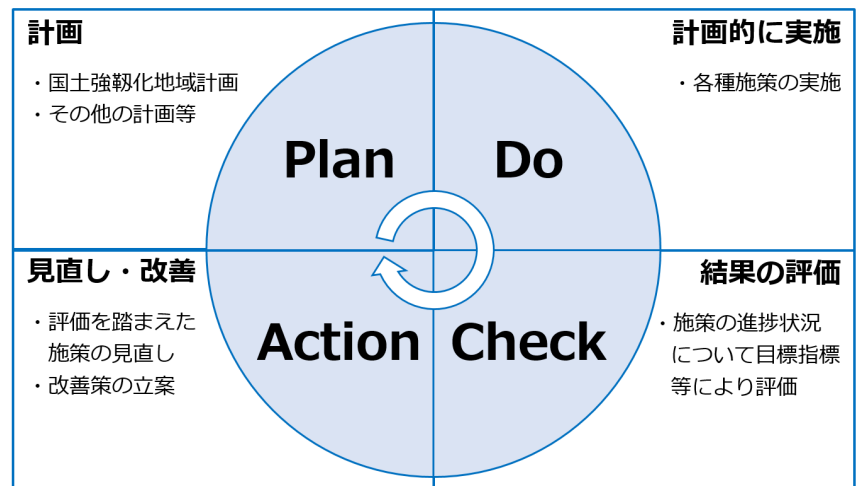 計画
・国土強靱化地域計画
・その他の計画等
Plan
計画的に実施
・各種施策の実施
Do
結果の評価
・施策の進捗状況
について目標指標
等により評価
Check
見直し・改善
・評価を踏まえた
施策の見直し
・改善策の立案
Action